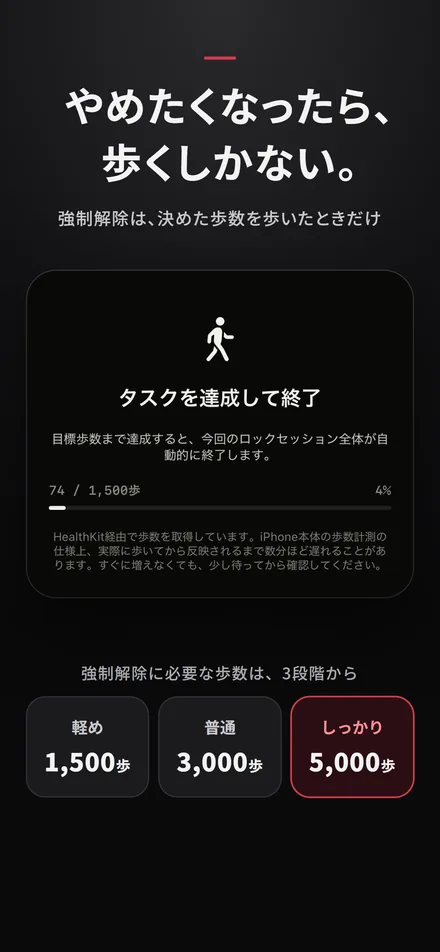 やめたくなったら、
歩くしかない。
強制解除は、決めた歩数を歩いたときだけ
タスクを達成して終了
目標歩数まで達成すると、今回のロックセッション全体が自
動的に終了します。
74 / 1,500歩
4%
HealthKit経由で歩数を取得しています。iPhone本体の歩数計測の
仕様上、実際に歩いてから反映されるまで数分ほど遅れることがあ
ります。すぐに増えなくても、少し待ってから確認してください。
強制解除に必要な歩数は、3段階から
軽め
1,500歩
普通
3,000歩
しっかり
5,000歩